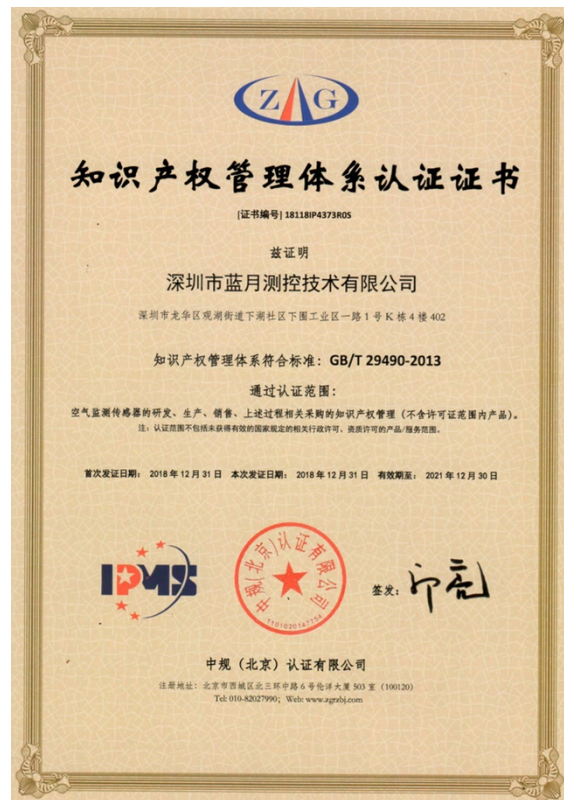 ZG
知识产权管理体系认证证书
[证书编号] 18118IP4373R0S
兹证明
深圳市蓝月测控技术有限公司
深圳市龙华区观湖街道下湖社区下围工业区一路1号K栋4楼402
知识产权管理体系符合标准：GB/T 29490-2013
通过认证范围：
空气监测传感器的研发、生产、销售、上述过程相关采购的知识产权管理（不含许可证范围内产品）。
注：认证范围不包括未获得有效的国家规定的相关行政许可、资质许可的产品/服务范围。
首次发证日期： 2018年12月31日 本次发证日期： 2018年12月31日 有效期至： 2021年12月30日
IPMS
中规(北京)认证有限公司
1101020147254
签发：
中规（北京）认证有限公司
注册地址：北京市西城区北三环中路6号伦洋大厦503室（100120）
Tel: 010-82027990；Web: www.zgrzbj.com